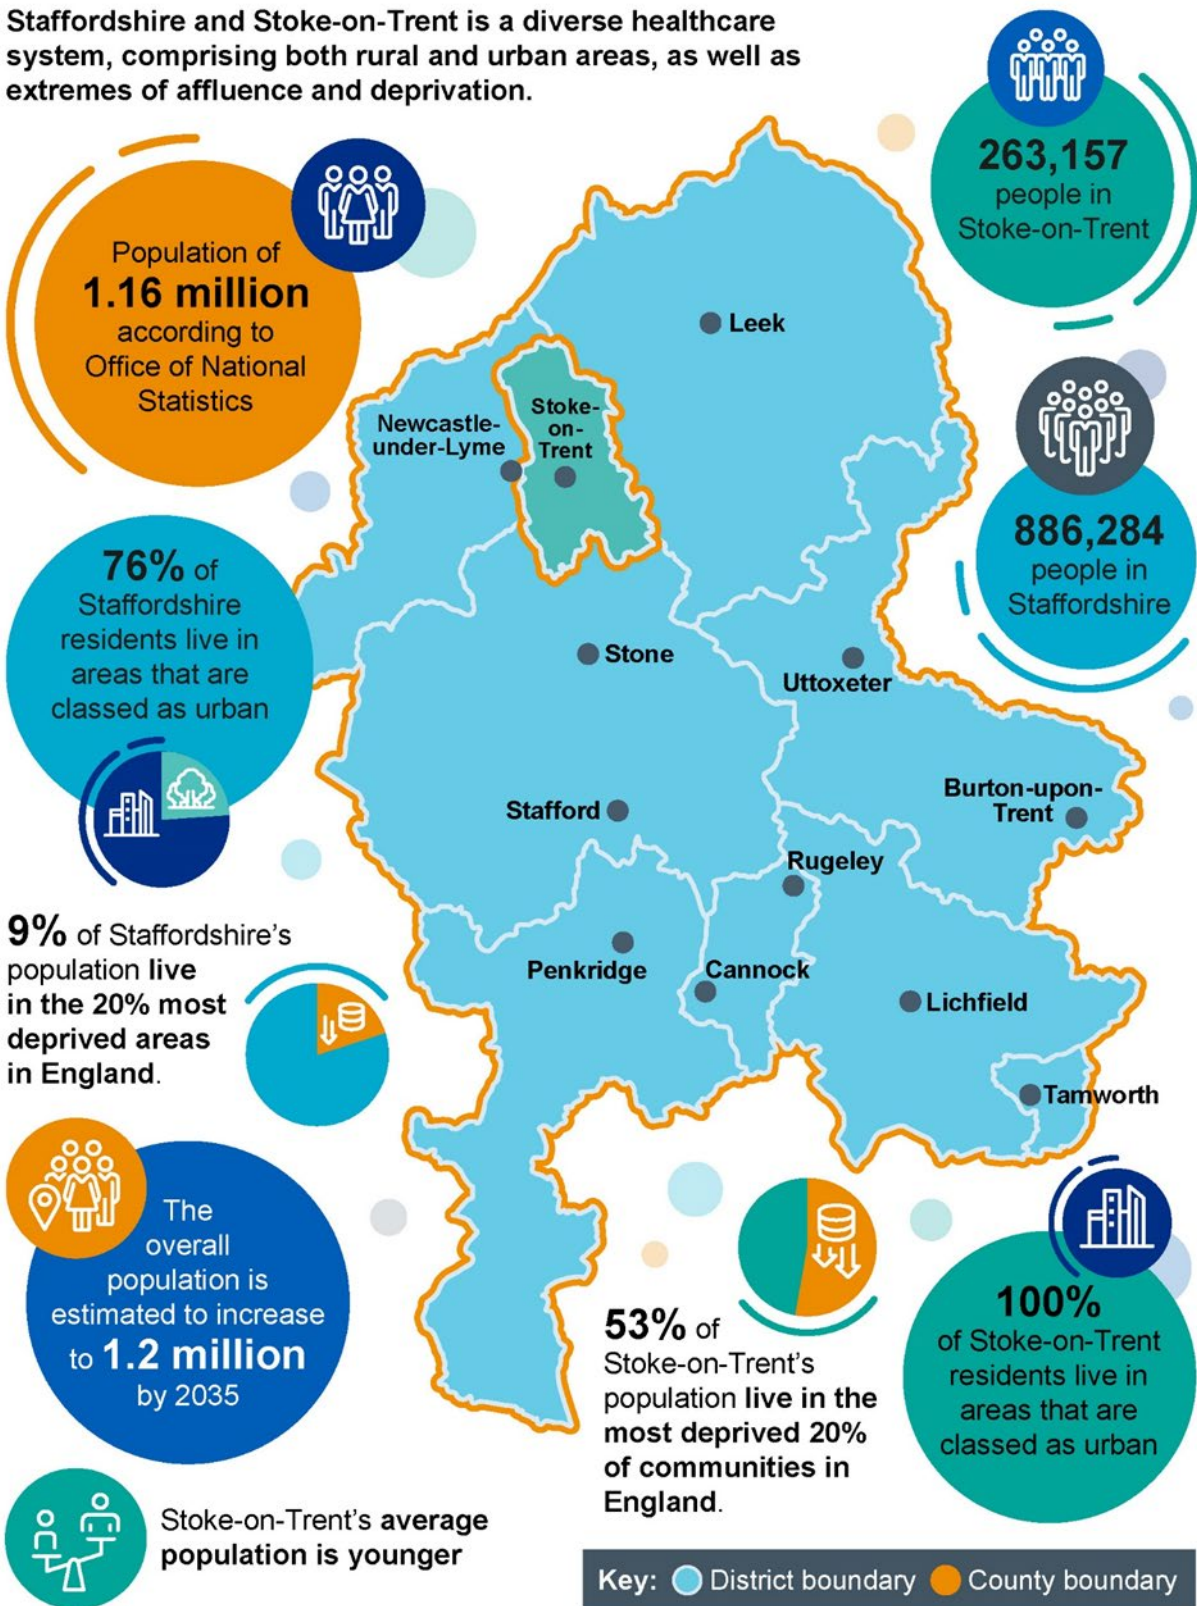 Staffordshire and Stoke-on-Trent is a diverse healthcare
system, comprising both rural and urban areas, as well as
extremes of affluence and deprivation.
263,157
people in
Stoke-on-Trent
Population of
1.16 million
according to
Office of National
Statistics
Leek
Newcastle-
under-Lyme
Stoke-
on-
Trent
886,284
people in
Staffordshire
76% of
Staffordshire
residents live in
areas that are
classed as urban
Stone
Uttoxeter
Burton-upon-
Trent
Stafford
Rugeley
9% of Staffordshire's
population live
in the 20% most
deprived areas
in England.
Penkridge
Cannock
Lichfield
Tamworth
The
overall
population is
estimated to increase
to 1.2 million
by 2035
53% of
Stoke-on-Trent's
population live in the
most deprived 20%
of communities in
England.
100%
of Stoke-on-Trent
residents live in
areas that are
classed as urban
Stoke-on-Trent's average
population is younger
Key: District boundary County boundary